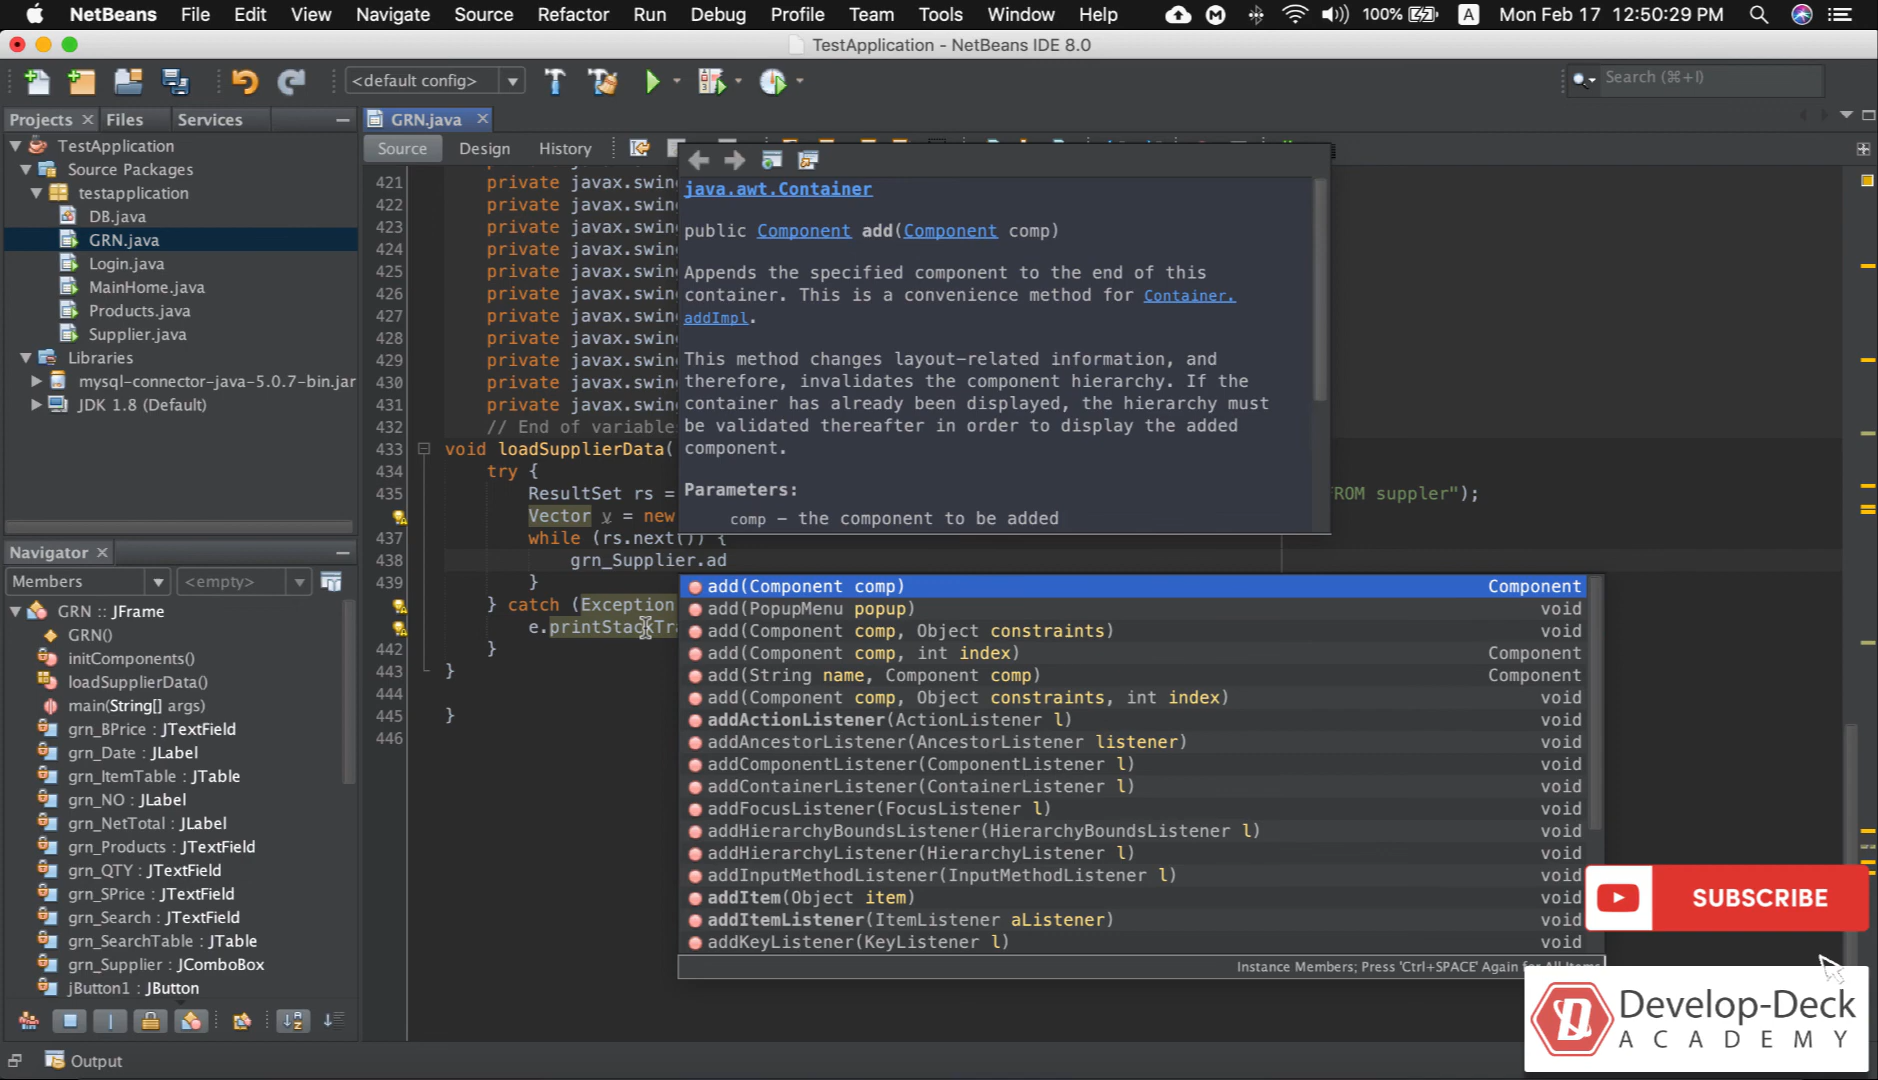 NetBeans File Edit View Navigate Source Refactor Run Debug Profile Team Tools Window Help 100% A Mon Feb 17 12:50:29 PM
TestApplication - NetBeans IDE 8.0
<default config>
Search (⌘+I)
Projects Files Services
GRN.java
Source Design History
TestApplication
Source Packages
testapplication
DB.java
GRN.java
Login.java
MainHome.java
Products.java
Supplier.java
Libraries
mysql-connector-java-5.0.7-bin.jar
JDK 1.8 (Default)
Navigator
Members
<empty>
GRN :: JFrame
GRN()
initComponents()
loadSupplierData()
main(String[] args)
grn_BPrice : JTextField
grn_Date : JLabel
grn_ItemTable : JTable
grn_NO : JLabel
grn_NetTotal : JLabel
grn_Products : JTextField
grn_QTY : JTextField
grn_SPrice : JTextField
grn_Search : JTextField
grn_SearchTable : JTable
grn_Supplier : JComboBox
jButton1 : JButton
Output
421 private javax.swing
422 private javax.swing
423 private javax.swing
424 private javax.swing
425 private javax.swing
426 private javax.swing
427 private javax.swing
428 private javax.swing
429 private javax.swing
430 private javax.swing
431 private javax.swing
432 // End of variable
433 void loadSupplierData(
434 try {
435 ResultSet rs = ROM suppler");
Vector v = new
437 while (rs.next()) {
438 grn_Supplier.ad
439 }
} catch (Exception
e.printStackTra
442 }
443 }
444
445 }
446
java.awt.Container
public Component add(Component comp)
Appends the specified component to the end of this
container. This is a convenience method for Container.
addImpl.
This method changes layout-related information, and
therefore, invalidates the component hierarchy. If the
container has already been displayed, the hierarchy must
be validated thereafter in order to display the added
component.
Parameters:
comp – the component to be added
add(Component comp) Component
add(PopupMenu popup) void
add(Component comp, Object constraints) void
add(Component comp, int index) Component
add(String name, Component comp) Component
add(Component comp, Object constraints, int index) void
addActionListener(ActionListener l) void
addAncestorListener(AncestorListener listener) void
addComponentListener(ComponentListener l) void
addContainerListener(ContainerListener l) void
addFocusListener(FocusListener l) void
addHierarchyBoundsListener(HierarchyBoundsListener l) void
addHierarchyListener(HierarchyListener l) void
addInputMethodListener(InputMethodListener l) void
addItem(Object item) void
addItemListener(ItemListener aListener) void
addKeyListener(KeyListener l) void
Instance Members; Press 'Ctrl+SPACE' Again for All Items
SUBSCRIBE
Develop-Deck
ACADEMY